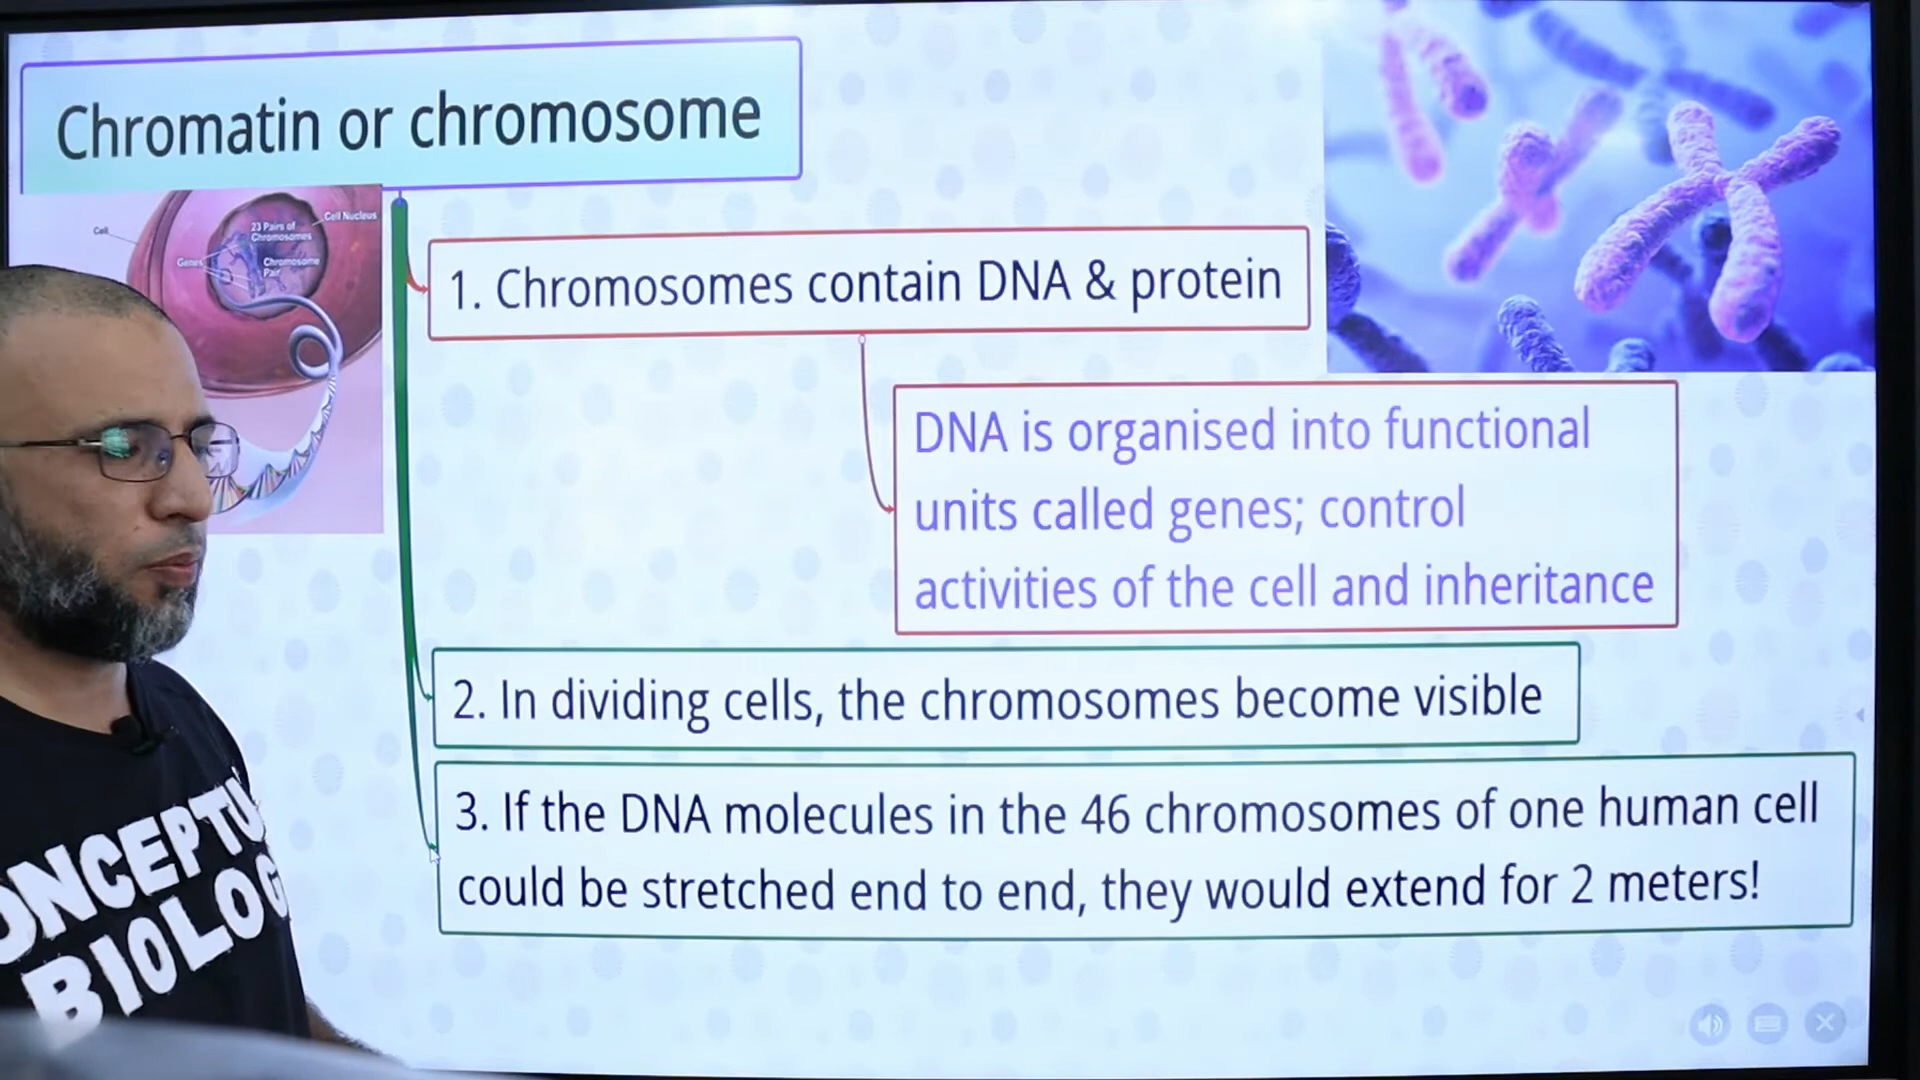 Chromatin or chromosome
Cell
23 Pairs of
Chromosomes
Cell Nucleus
Genes
Chromosome
Pair
1. Chromosomes contain DNA & protein
DNA is organised into functional
units called genes; control
activities of the cell and inheritance
2. In dividing cells, the chromosomes become visible
3. If the DNA molecules in the 46 chromosomes of one human cell
could be stretched end to end, they would extend for 2 meters!
ONCEPTU
BIOLOG